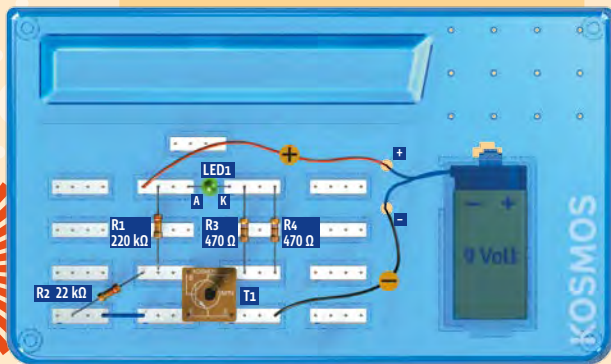 LED1
+
+
A K
R1
220 kΩ
R3
470 Ω
R4
470 Ω
−
− +
9 Volt
R2 22 kΩ
T1
−
KOSMOS